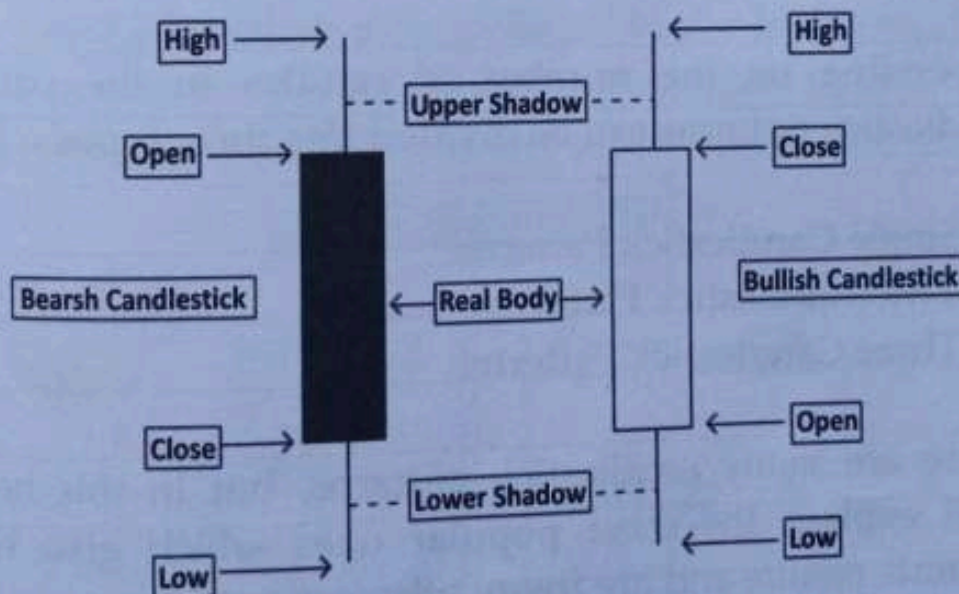 High
High
Upper Shadow
Open
Close
Bearsh Candlestick
Real Body
Bullish Candlestick
Close
Open
Lower Shadow
Low
Low